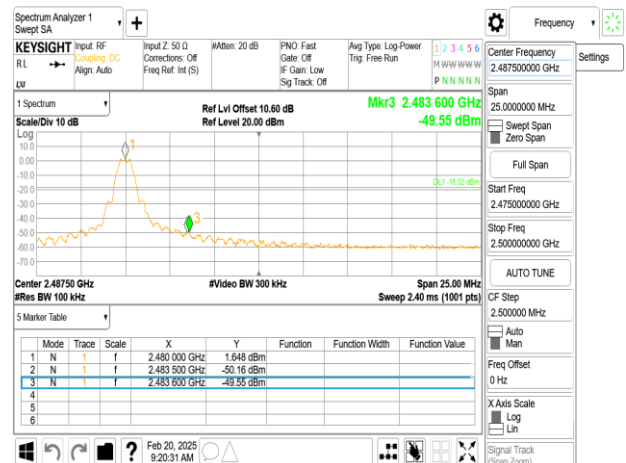 Spectrum Analyzer 1
Swept SA
Frequency
KEYSIGHT Input: RF Input Z: 50 Ω #Atten: 20 dB PNO: Fast Avg Type: Log-Power 1 2 3 4 5 6
RL Coupling: DC Corrections: Off Gate: Off Trig: Free Run M W W W W W
Align: Auto Freq Ref: Int (S) IF Gain: Low
Sig Track: Off P N N N N N
LXI
1 Spectrum
Ref Lvl Offset 10.60 dB Mkr3 2.483 600 GHz
Scale/Div 10 dB Ref Level 20.00 dBm -49.55 dBm
Log
10.0
0.00
-10.0
-20.0
-30.0
-40.0
-50.0
-60.0
-70.0
1
3
DL1 -18.52 dBm
Center 2.48750 GHz #Video BW 300 kHz Span 25.00 MHz
#Res BW 100 kHz Sweep 2.40 ms (1001 pts)
5 Marker Table
Mode Trace Scale X Y Function Function Width Function Value
1 N 1 f 2.480 000 GHz 1.648 dBm
2 N 1 f 2.483 500 GHz -50.16 dBm
3 N 1 f 2.483 600 GHz -49.55 dBm
4
5
6
?
Feb 20, 2025
9:20:31 AM
Center Frequency
2.487500000 GHz
Settings
Span
25.0000000 MHz
Swept Span
Zero Span
Full Span
Start Freq
2.475000000 GHz
Stop Freq
2.500000000 GHz
AUTO TUNE
CF Step
2.500000 MHz
Auto
Man
Freq Offset
0 Hz
X Axis Scale
Log
Lin
Signal Track
(Span Zoom)